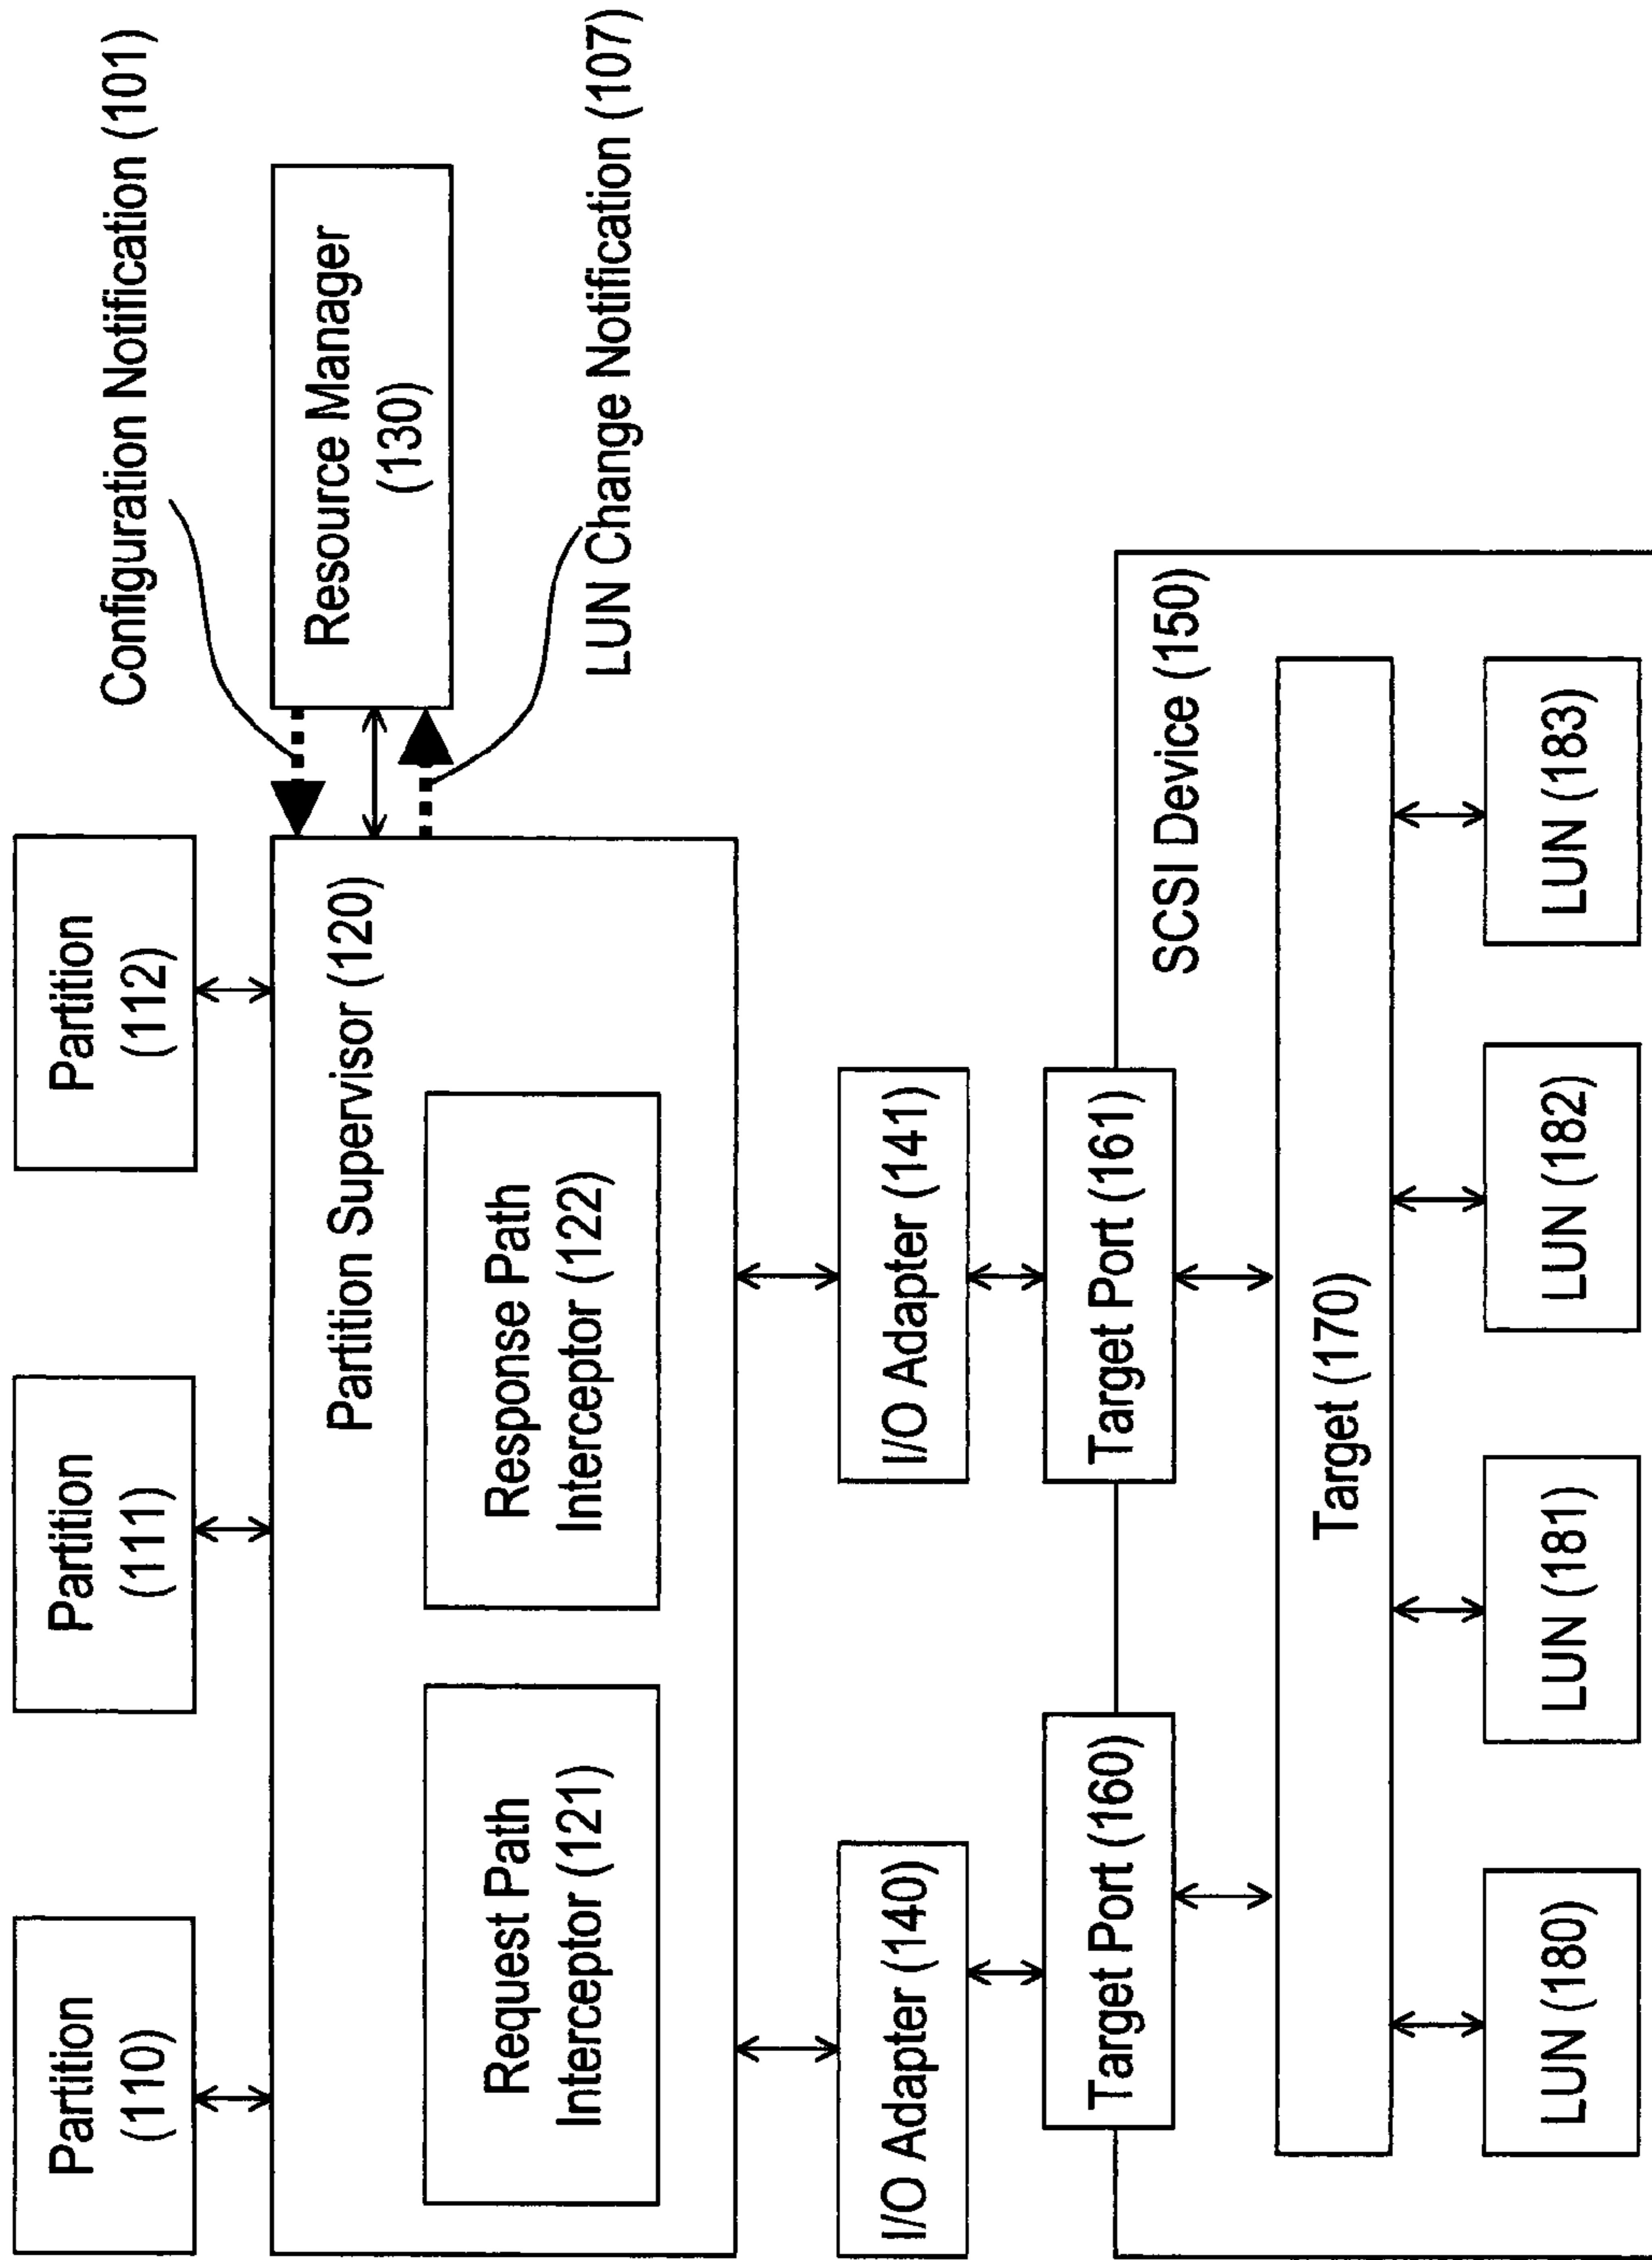 Configuration Notification (101)
Partition
(110)
Partition
(111)
Partition
(112)
Partition Supervisor (120)
Request Path
Interceptor (121)
Response Path
Interceptor (122)
Resource Manager
(130)
LUN Change Notification (107)
I/O Adapter (140)
I/O Adapter (141)
Target Port (160)
Target Port (161)
SCSI Device (150)
Target (170)
LUN (180)
LUN (181)
LUN (182)
LUN (183)